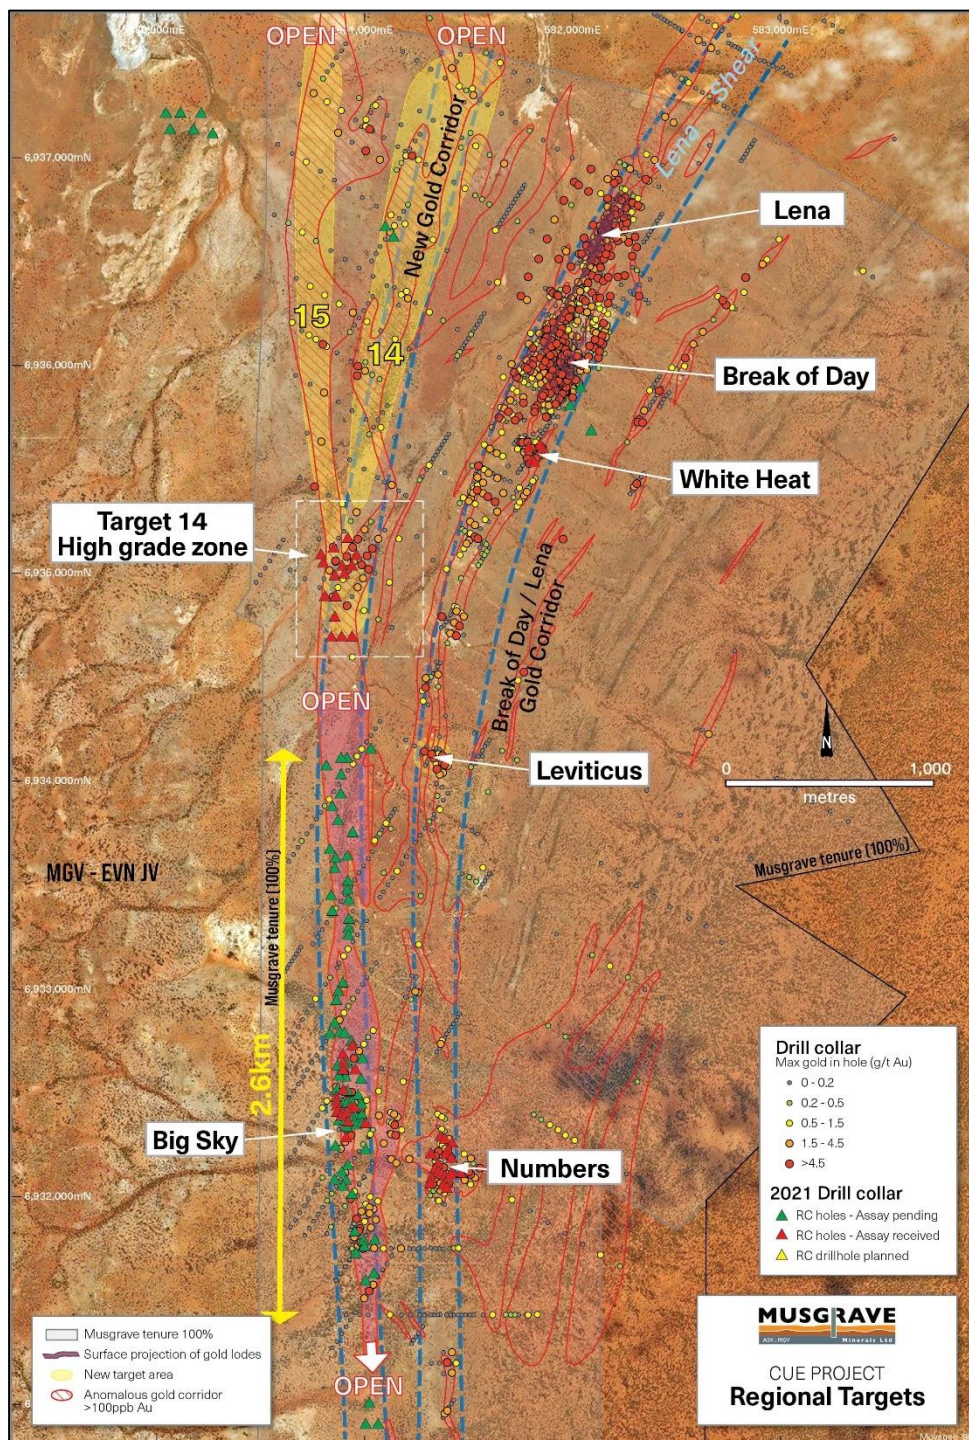 OPEN
OPEN
582,000mE
583,000mE
Lena Shear
6,937,000mN
New Gold Corridor
Lena
15
14
6,936,000mN
Break of Day
White Heat
Target 14
High grade zone
6,935,000mN
Break of Day / Lena
Gold Corridor
OPEN
N
Leviticus
0
1,000
metres
6,934,000mN
Musgrave tenure (100%)
MGV - EVN JV
Musgrave tenure (100%)
6,933,000mN
2.6km
Big Sky
Numbers
6,932,000mN
Drill collar
Max gold in hole (g/t Au)
0 - 0.2
0.2 - 0.5
0.5 - 1.5
1.5 - 4.5
>4.5
2021 Drill collar
RC holes - Assay pending
RC holes - Assay received
RC drillhole planned
OPEN
Musgrave tenure 100%
Surface projection of gold lodes
New target area
Anomalous gold corridor
>100ppb Au
MUSGRAVE
ASX: MGV
Minerals Ltd
CUE PROJECT
Regional Targets